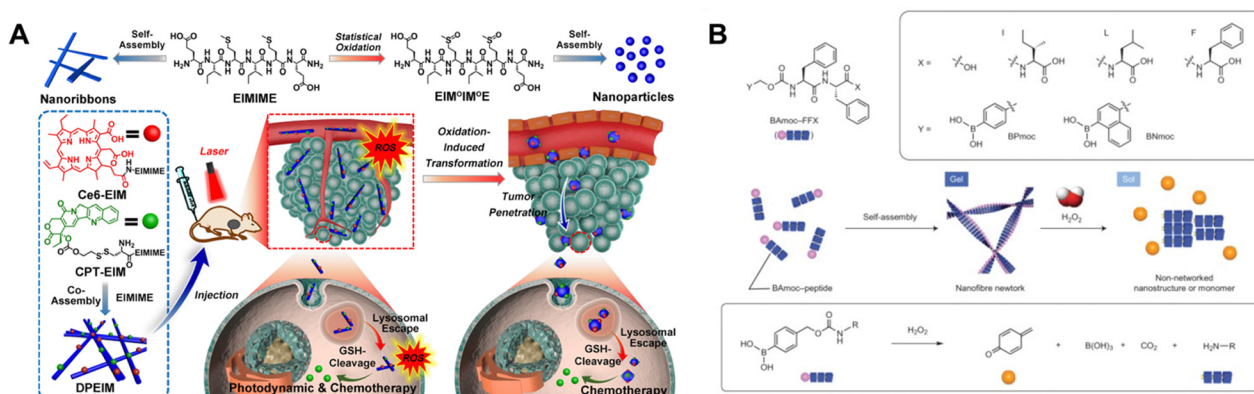 A
Self-
Assembly
Statistical
Oxidation
Self-
Assembly
Nanoribbons
EIMIME
EIMᴼIMᴼE
Nanoparticles
Ce6-EIM
CPT-EIM
Co-
Assembly
EIMIME
DPEIM
Laser
Injection
ROS
Oxidation-
Induced
Transformation
Tumor
Penetration
Lysosomal
Escape
GSH-
Cleavage
ROS
Photodynamic & Chemotherapy
Lysosomal
Escape
GSH-
Cleavage
Chemotherapy
B
BAmoc–FFX
X =
I
L
F
Y =
BPmoc
BNmoc
BAmoc–peptide
Self-assembly
Gel
Nanofibre newtork
H₂O₂
Sol
Non-networked
nanostructure or monomer
H₂O₂
+ B(OH)₃ + CO₂ + H₂N–R